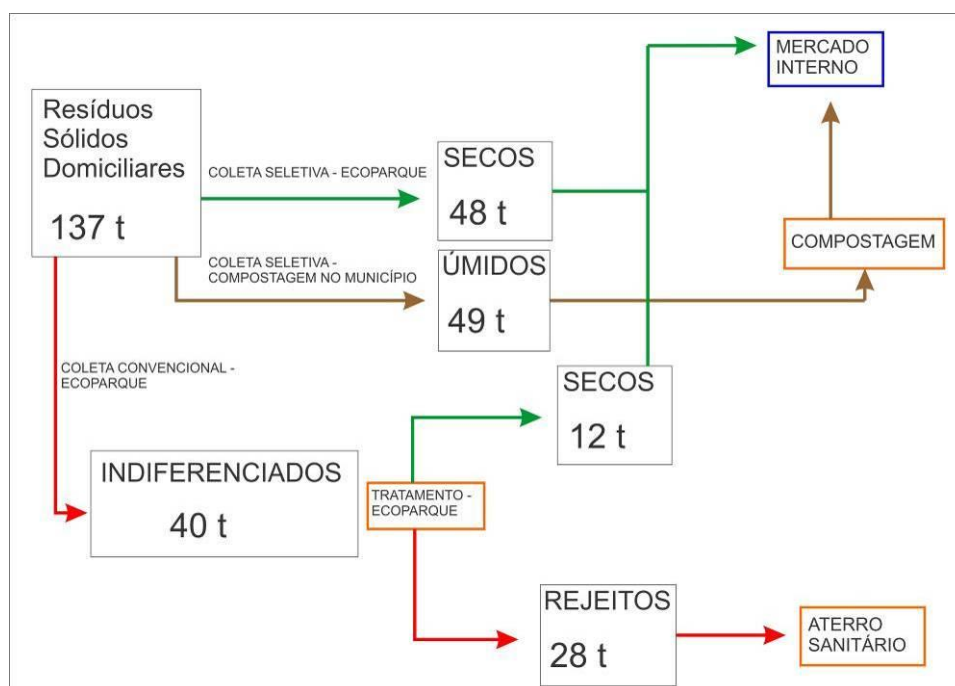 MERCADO
INTERNO
Resíduos
Sólidos
Domiciliares
137 t
COLETA SELETIVA - ECOPARQUE
SECOS
48 t
COLETA SELETIVA -
COMPOSTAGEM NO MUNICÍPIO
ÚMIDOS
49 t
COMPOSTAGEM
COLETA CONVENCIONAL -
ECOPARQUE
SECOS
12 t
INDIFERENCIADOS
40 t
TRATAMENTO -
ECOPARQUE
REJEITOS
28 t
ATERRO
SANITÁRIO